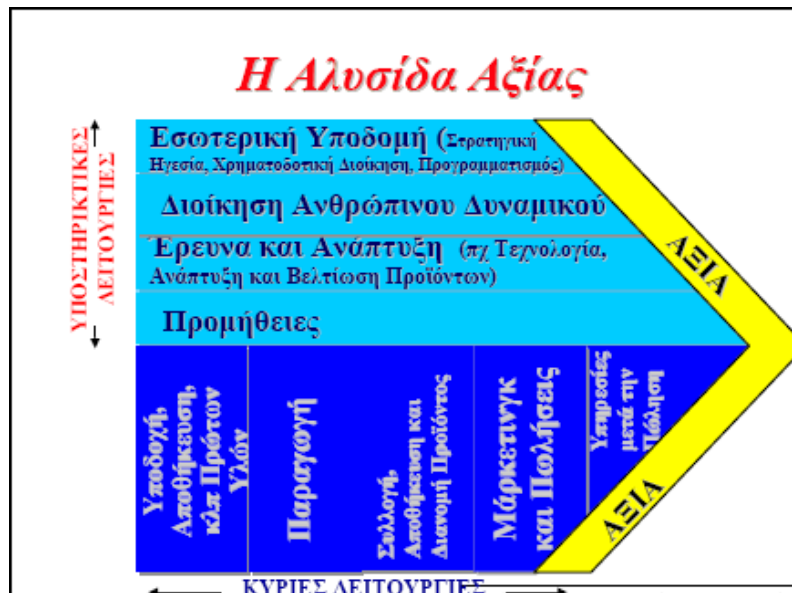 Η Αλυσίδα Αξίας
ΥΠΟΣΤΗΡΙΚΤΙΚΕΣ
ΛΕΙΤΟΥΡΓΙΕΣ
Εσωτερική Υποδομή (Στρατηγική
Ηγεσία, Χρηματοδοτική Διοίκηση, Προγραμματισμός)
Διοίκηση Ανθρώπινου Δυναμικού
Έρευνα και Ανάπτυξη (πχ Τεχνολογία,
Ανάπτυξη και Βελτίωση Προϊόντων)
Προμήθειες
ΑΞΙΑ
Υποδοχή,
Αποθήκευση,
κλπ Πρώτων
Υλών
Παραγωγή
Συλλογή,
Αποθήκευση και
Διανομή Προϊόντος
Μάρκετινγκ
και Πωλήσεις
Υπηρεσίες
μετά την
Πώληση
ΑΞΙΑ
ΚΥΡΙΕΣ ΛΕΙΤΟΥΡΓΙΕΣ